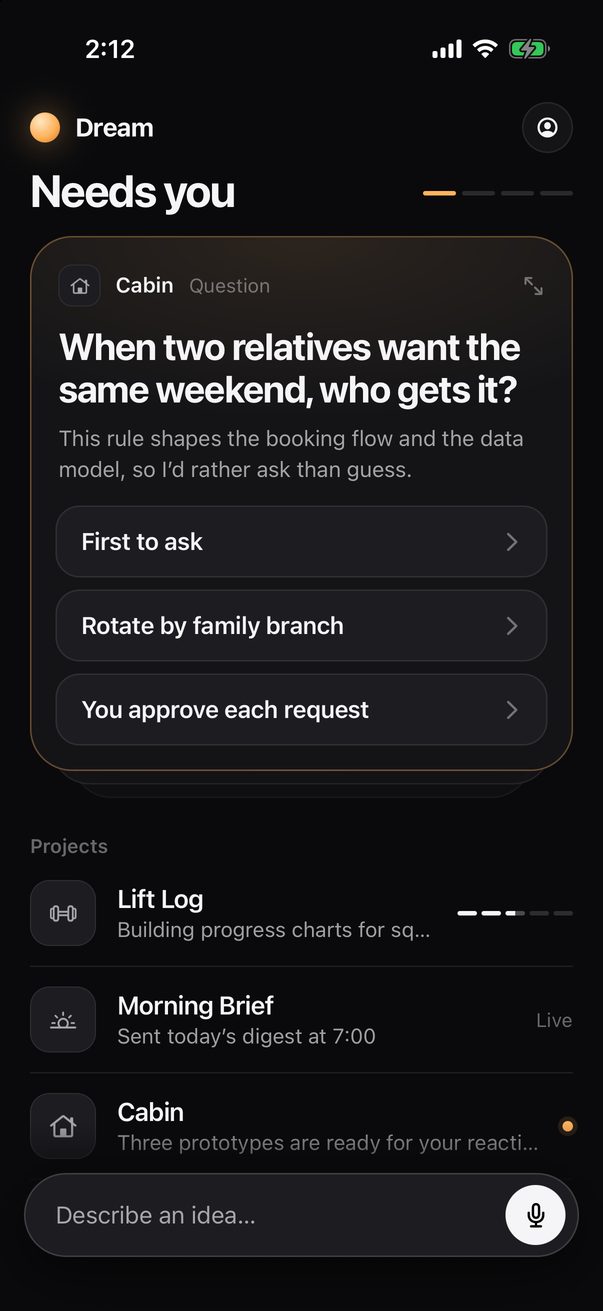 2:12
Dream
Needs you
Cabin Question
When two relatives want the
same weekend, who gets it?
This rule shapes the booking flow and the data
model, so I’d rather ask than guess.
First to ask
Rotate by family branch
You approve each request
Projects
Lift Log
Building progress charts for sq...
Morning Brief
Sent today’s digest at 7:00
Live
Cabin
Three prototypes are ready for your reacti...
Describe an idea...